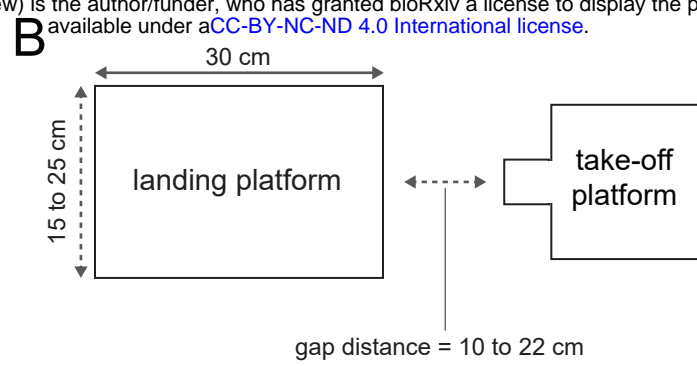 ew) is the author/funder, who has granted bioRxiv a license to display the p
available under aCC-BY-NC-ND 4.0 International license.
B
30 cm
15 to 25 cm
landing platform
take-off
platform
gap distance = 10 to 22 cm